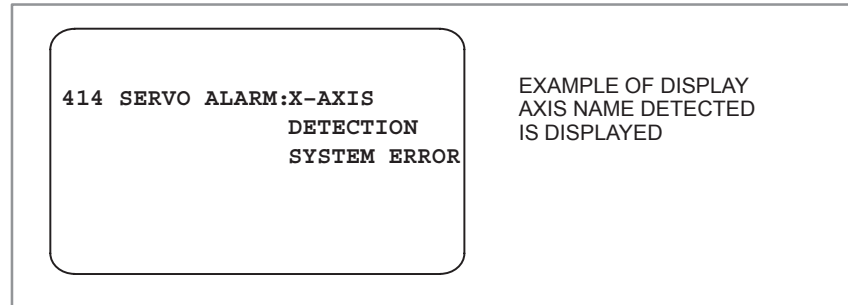 414 SERVO ALARM:X–AXIS
DETECTION
SYSTEM ERROR
EXAMPLE OF DISPLAY
AXIS NAME DETECTED
IS DISPLAYED